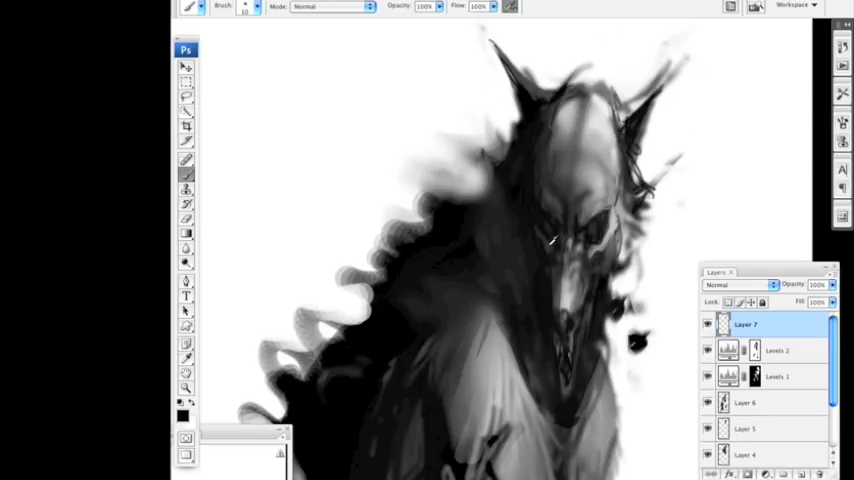 Brush: 10 Mode: Normal Opacity: 100% Flow: 100% Workspace
Ps
Layers x
Normal Opacity: 100%
Lock: Fill: 100%
Layer 7
Levels 2
Levels 1
Layer 6
Layer 5
Layer 4